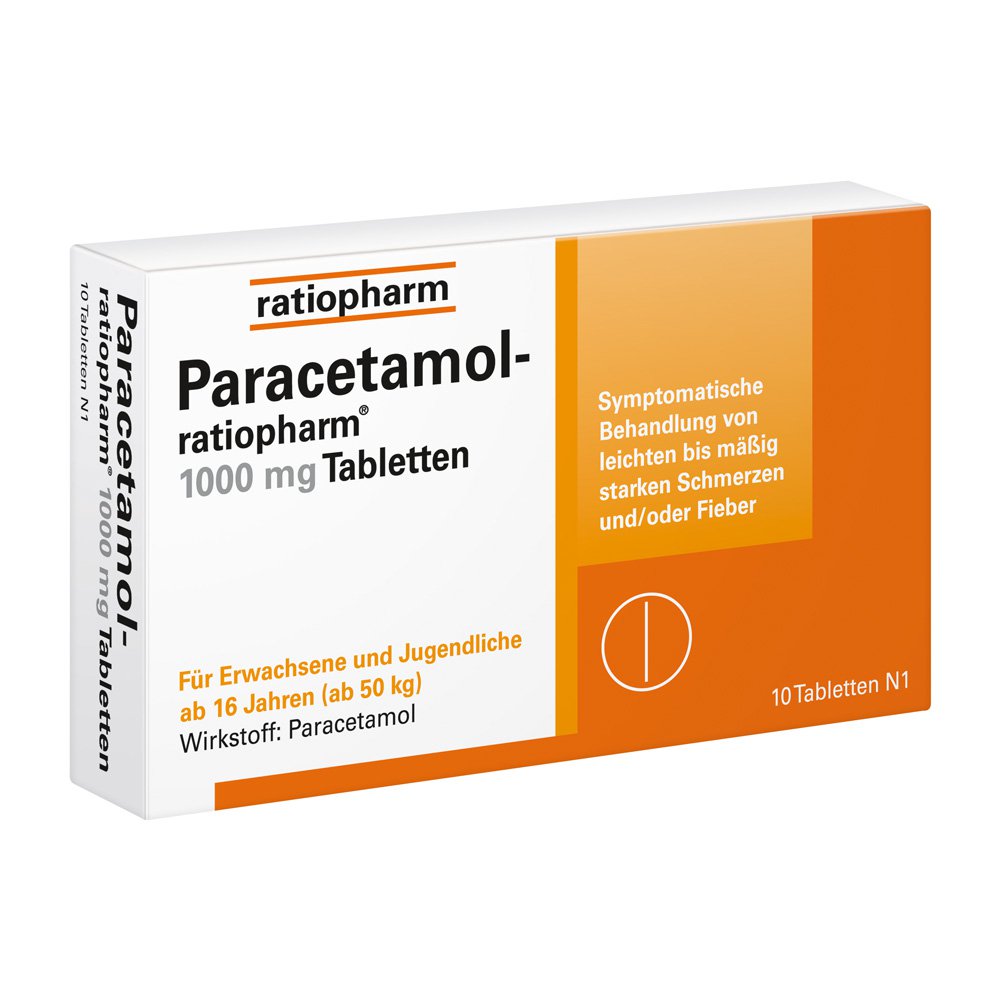 ratiopharm
Paracetamol-
ratiopharm®
1000 mg Tabletten
Für Erwachsene und Jugendliche
ab 16 Jahren (ab 50 kg)
Wirkstoff: Paracetamol
Symptomatische
Behandlung von
leichten bis mäßig
starken Schmerzen
und/oder Fieber
10 Tabletten N1
Paracetamol-
ratiopharm® 1000 mg Tabletten
10 Tabletten N1